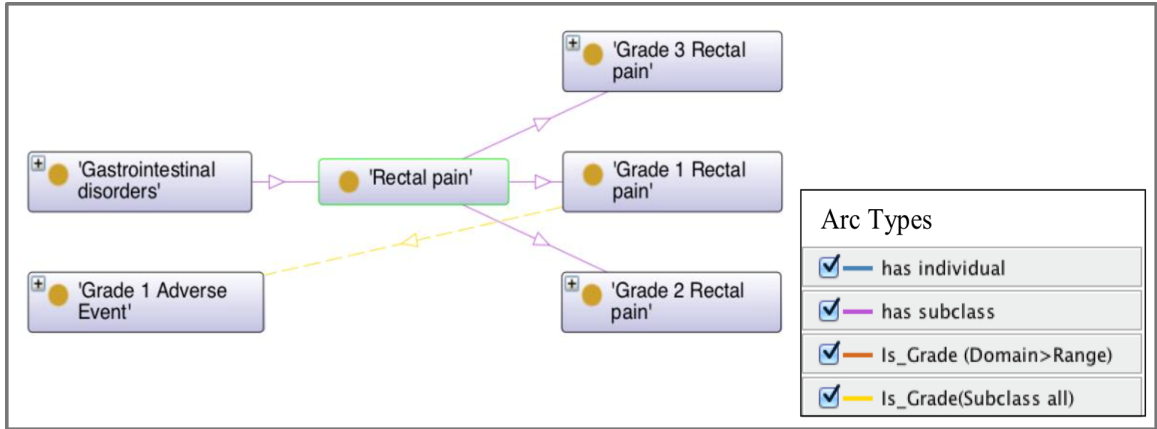 'Grade 3 Rectal
pain'
'Gastrointestinal
disorders'
'Rectal pain'
'Grade 1 Rectal
pain'
'Grade 1 Adverse
Event'
'Grade 2 Rectal
pain'
Arc Types
has individual
has subclass
Is_Grade (Domain>Range)
Is_Grade(Subclass all)